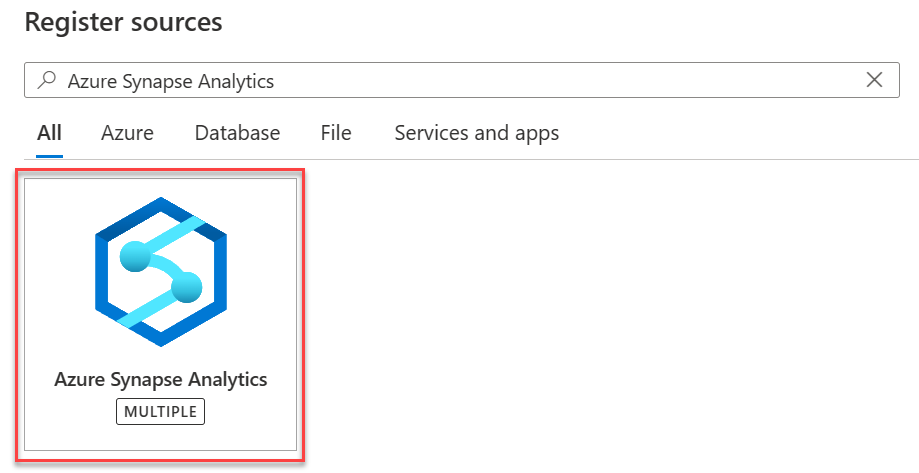 Register sources
Azure Synapse Analytics
All Azure Database File Services and apps
Azure Synapse Analytics
MULTIPLE